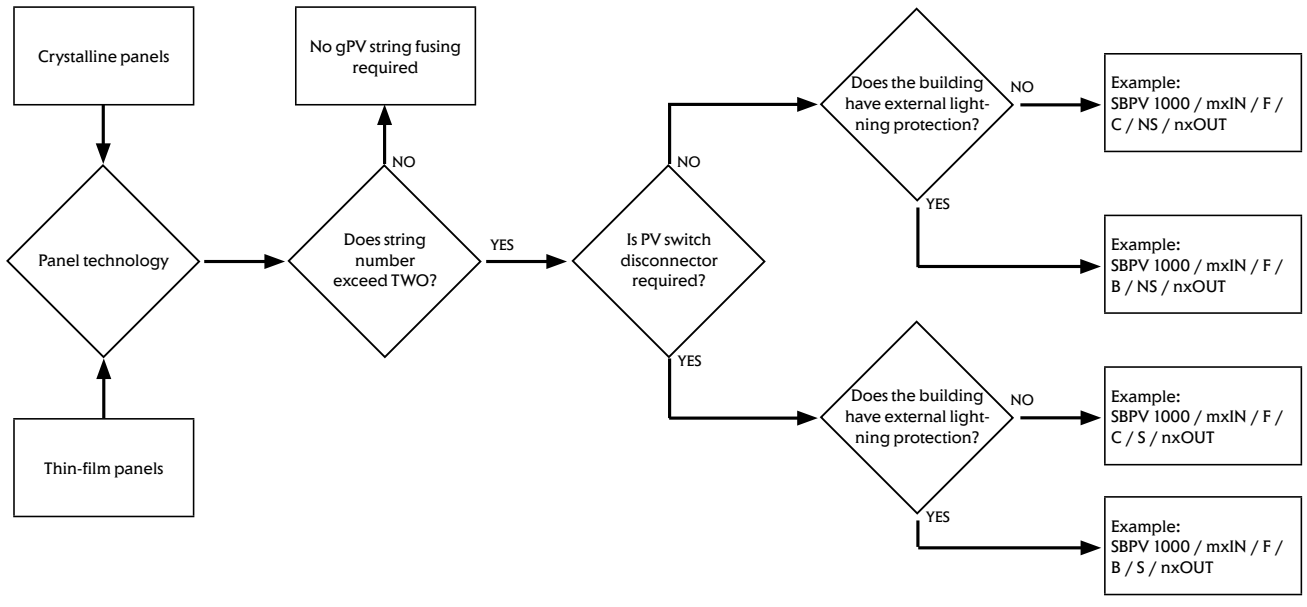 Crystalline panels
Panel technology
Thin-film panels
No gPV string fusing
required
NO
Does string
number
exceed TWO?
YES
Is PV switch
disconnector
required?
NO
Does the building
have external light-
ning protection?
NO
Example:
SBPV 1000 / mxIN / F /
C / NS / nxOUT
YES
Example:
SBPV 1000 / mxIN / F /
B / NS / nxOUT
YES
Does the building
have external light-
ning protection?
NO
Example:
SBPV 1000 / mxIN / F /
C / S / nxOUT
YES
Example:
SBPV 1000 / mxIN / F /
B / S / nxOUT